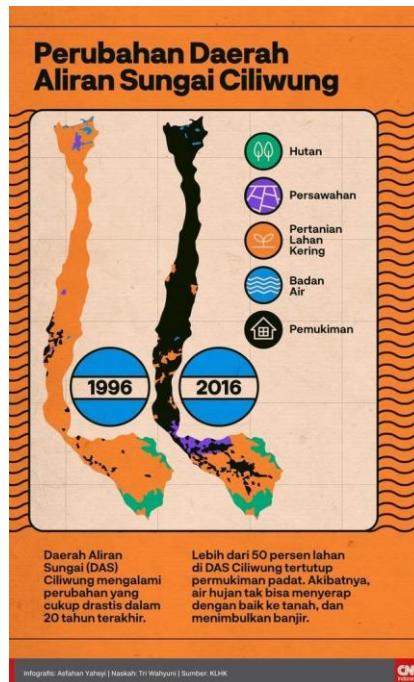 Perubahan Daerah
Aliran Sungai Ciliwung
Hutan
Persawahan
Pertanian
Lahan
Kering
Badan
Air
Pemukiman
1996
2016
Daerah Aliran
Sungai (DAS)
Ciliwung mengalami
perubahan yang
cukup drastis dalam
20 tahun terakhir.
Lebih dari 50 persen lahan
di DAS Ciliwung tertutup
permukiman padat. Akibatnya,
air hujan tak bisa menyerap
dengan baik ke tanah, dan
menimbulkan banjir.
Infografis: Asfahan Yahsyi | Naskah: Tri Wahyuni | Sumber: KLHK
CNN
Indonesia